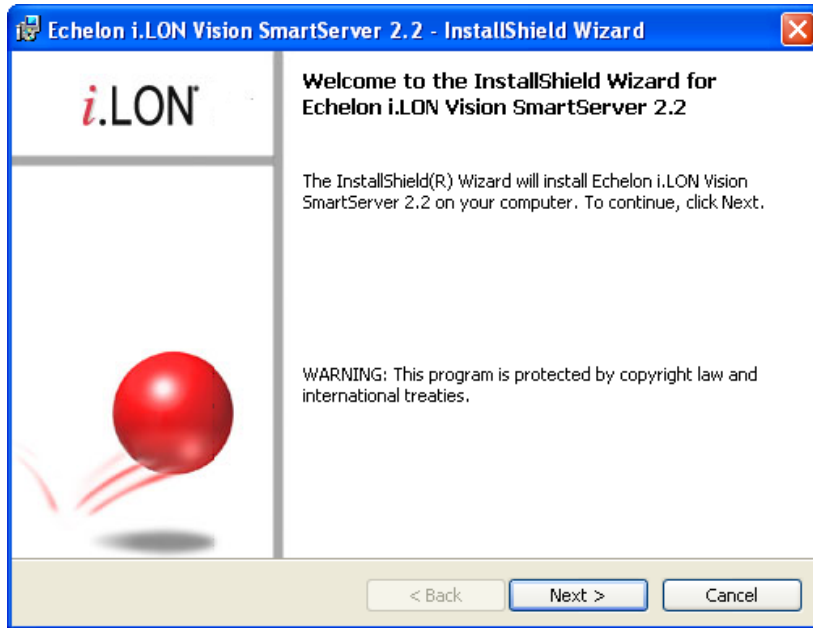 Echelon i.LON Vision SmartServer 2.2 - InstallShield Wizard
i.LON
Welcome to the InstallShield Wizard for
Echelon i.LON Vision SmartServer 2.2
The InstallShield(R) Wizard will install Echelon i.LON Vision
SmartServer 2.2 on your computer. To continue, click Next.
WARNING: This program is protected by copyright law and
international treaties.
< Back
Next >
Cancel